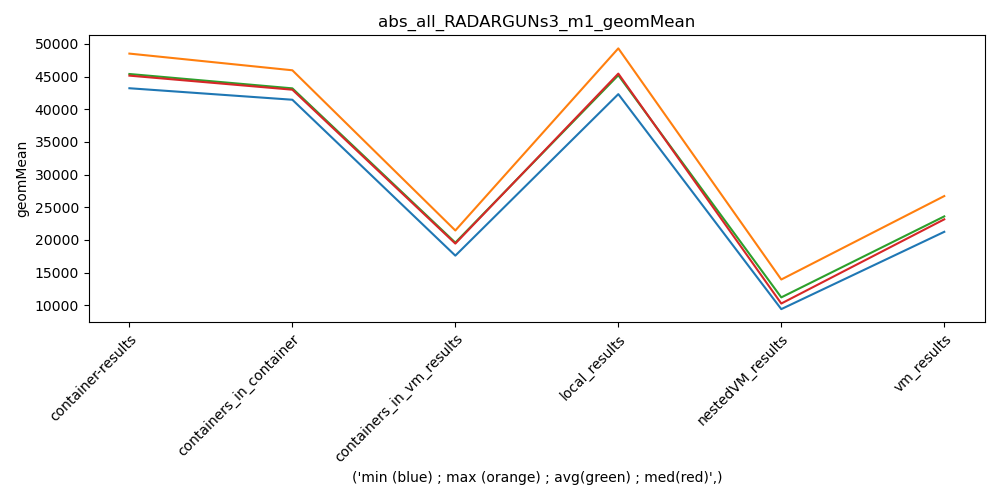 abs_all_RADARGUNs3_m1_geomMean
geomMean
50000
45000
40000
35000
30000
25000
20000
15000
10000
container-results
containers_in_container
containers_in_vm_results
local_results
nestedVM_results
vm_results
('min (blue) ; max (orange) ; avg(green) ; med(red)',)